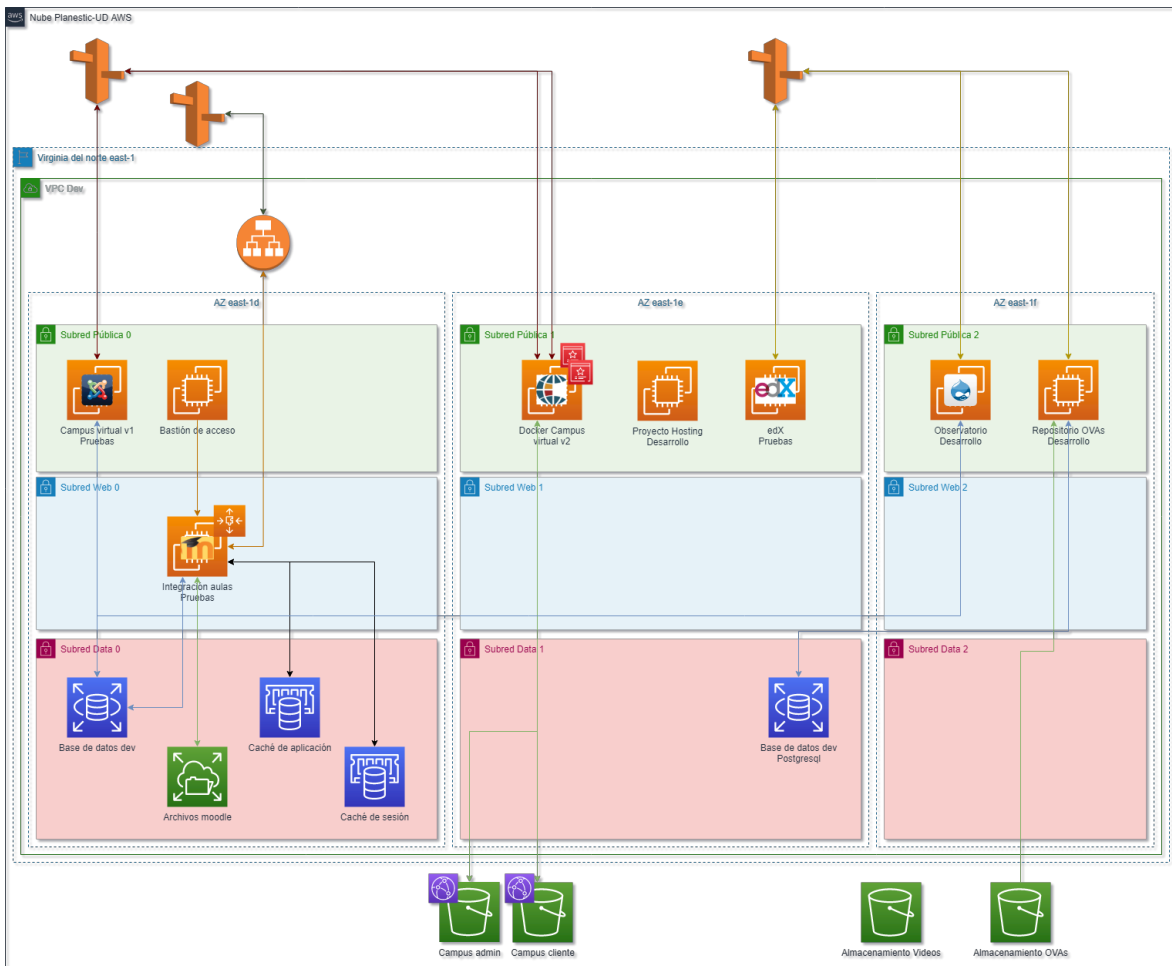 aws
Nube Planestic-UD AWS
Virginia del norte east-1
VPC Dev
AZ east-1d
AZ east-1e
AZ east-1f
Subred Pública 0
Subred Pública 1
Subred Pública 2
Campus virtual v1
Pruebas
Bastión de acceso
Docker Campus
virtual v2
Proyecto Hosting
Desarrollo
edX
edX
Pruebas
Observatorio
Desarrollo
Repositorio OVAs
Desarrollo
Subred Web 0
Subred Web 1
Subred Web 2
Integración aulas
Pruebas
Subred Data 0
Subred Data 1
Subred Data 2
Base de datos dev
Caché de aplicación
Base de datos dev
Postgresql
Archivos moodle
Caché de sesión
Campus admin
Campus cliente
Almacenamiento Videos
Almacenamiento OVAs